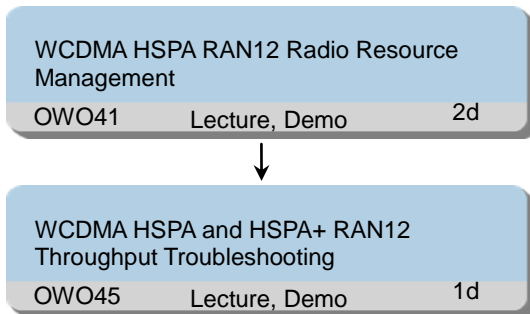 WCDMA HSPA RAN12 Radio Resource
Management
OWO41 Lecture, Demo 2d
WCDMA HSPA and HSPA+ RAN12
Throughput Troubleshooting
OWO45 Lecture, Demo 1d